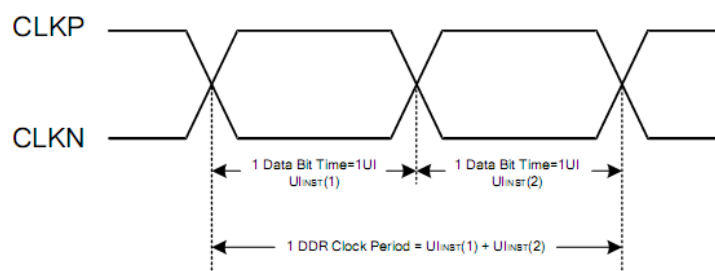 CLKP
CLKN
1 Data Bit Time=1UI
UIINST(1)
1 Data Bit Time=1UI
UIINST(2)
1 DDR Clock Period = UIINST(1) + UIINST(2)